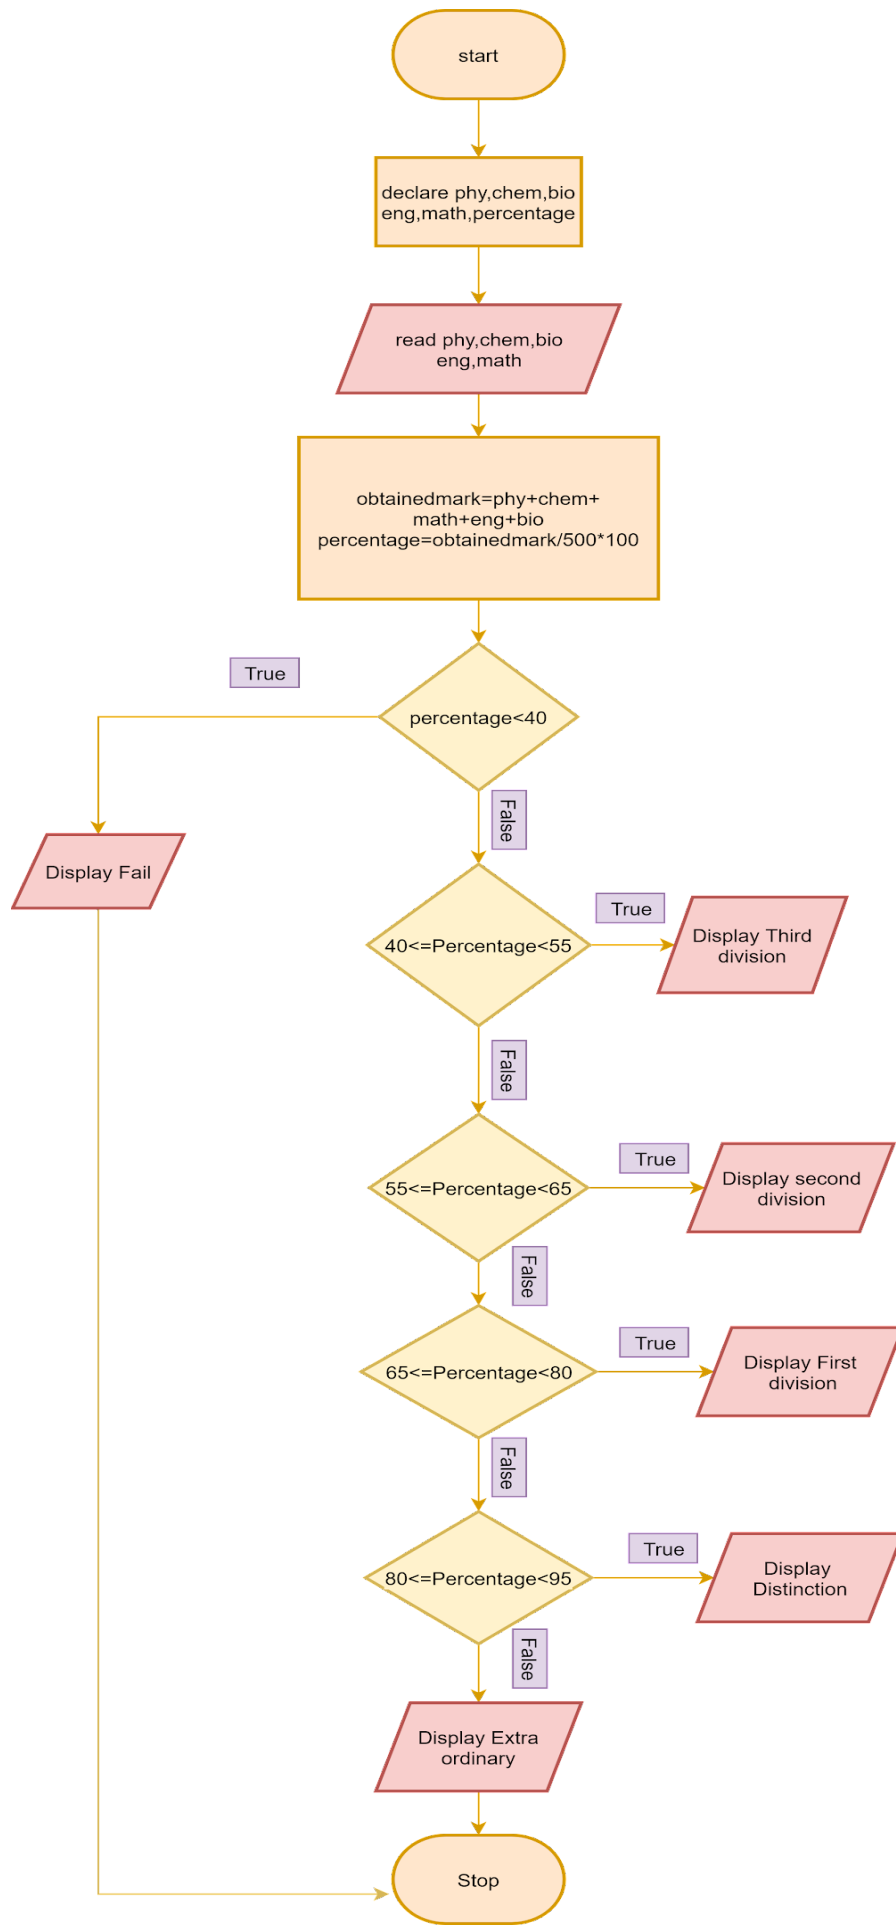 start
declare phy,chem,bio
eng,math,percentage
read phy,chem,bio
eng,math
obtainedmark=phy+chem+
math+eng+bio
percentage=obtainedmark/500*100
True
percentage<40
False
Display Fail
40<=Percentage<55
True
Display Third
division
False
55<=Percentage<65
True
Display second
division
False
65<=Percentage<80
True
Display First
division
False
80<=Percentage<95
True
Display
Distinction
False
Display Extra
ordinary
Stop